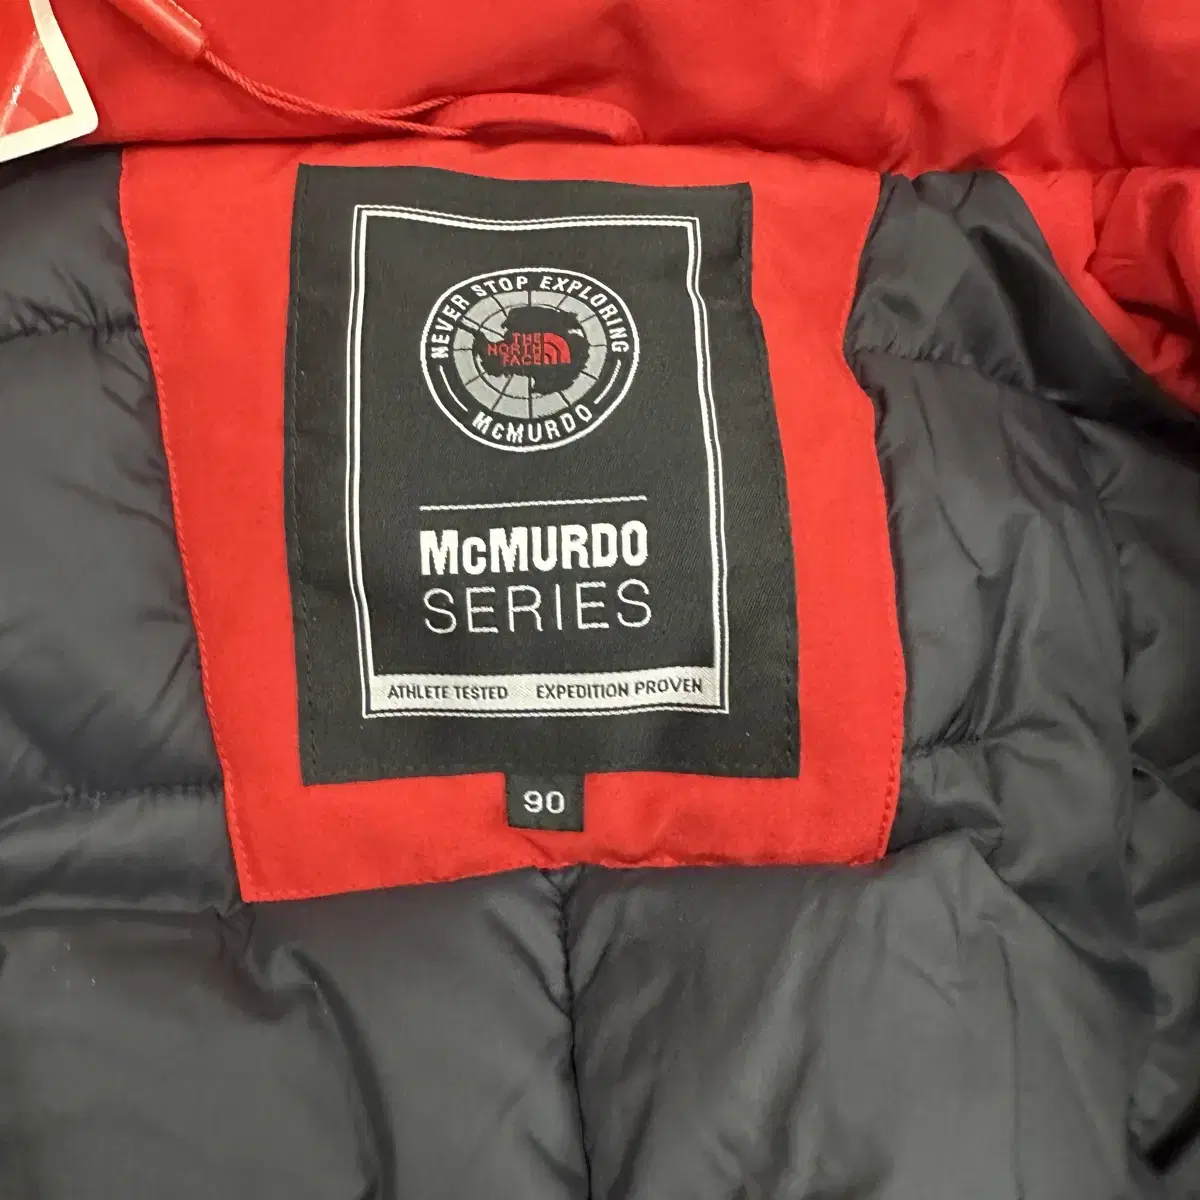 NEVER STOP EXPLORING
THE
NORTH
FACE
McMURDO
McMURDO
SERIES
ATHLETE TESTED EXPEDITION PROVEN
90